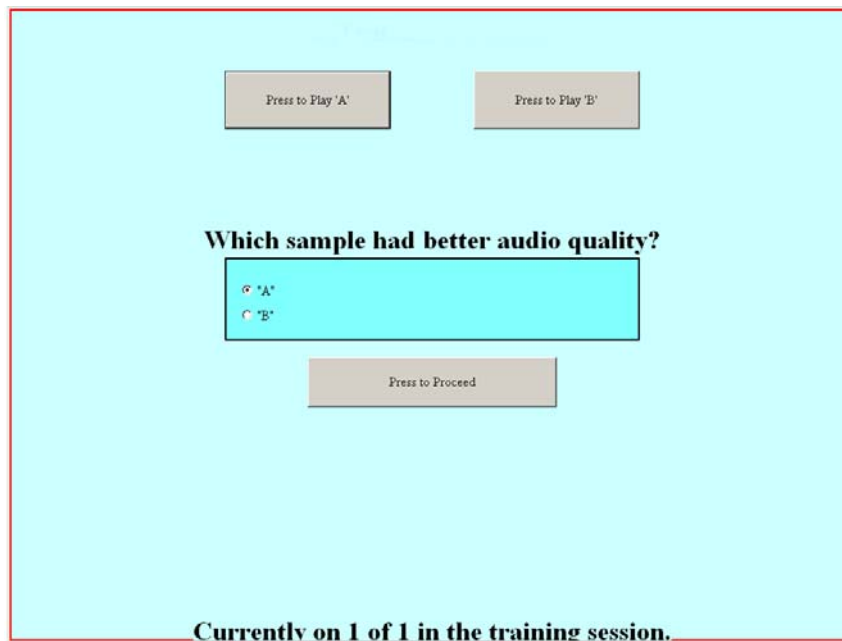 Press to Play 'A' Press to Play 'B'
Which sample had better audio quality?
"A"
"B"
Press to Proceed
Currently on 1 of 1 in the training session.